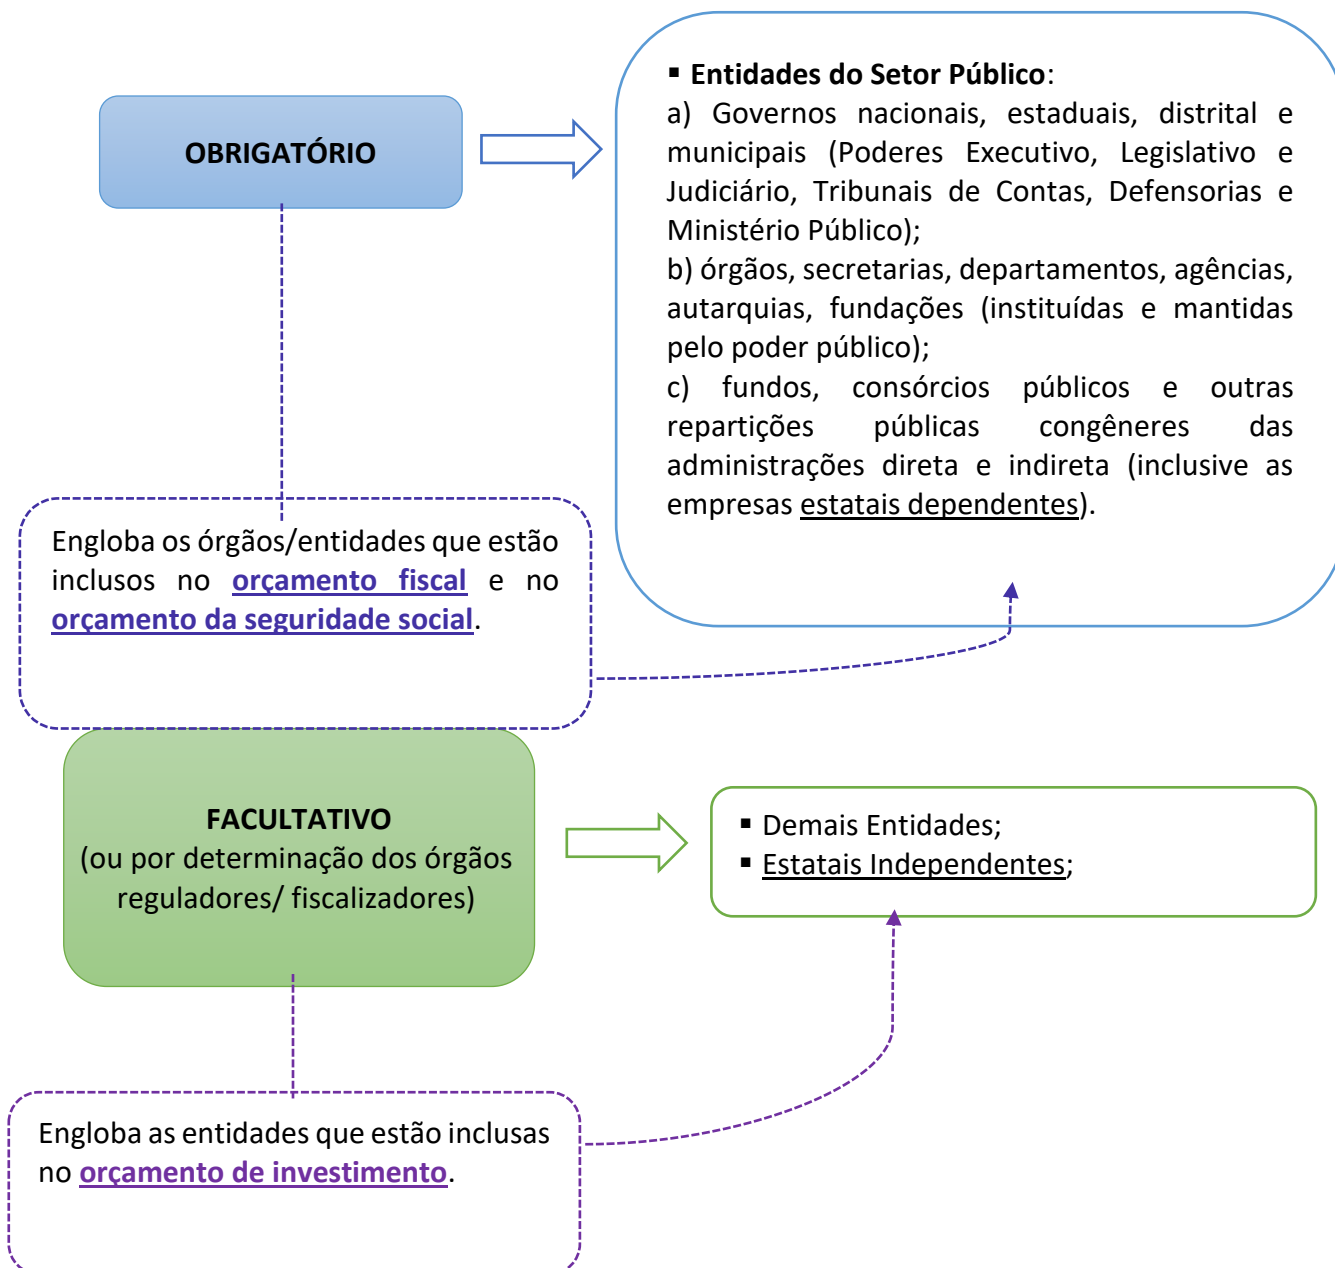 OBRIGATÓRIO
▪ Entidades do Setor Público:
a) Governos nacionais, estaduais, distrital e
municipais (Poderes Executivo, Legislativo e
Judiciário, Tribunais de Contas, Defensorias e
Ministério Público);
b) órgãos, secretarias, departamentos, agências,
autarquias, fundações (instituídas e mantidas
pelo poder público);
c) fundos, consórcios públicos e outras
repartições públicas congêneres das
administrações direta e indireta (inclusive as
empresas estatais dependentes).
Engloba os órgãos/entidades que estão
inclusos no orçamento fiscal e no
orçamento da seguridade social.
FACULTATIVO
(ou por determinação dos órgãos
reguladores/ fiscalizadores)
▪ Demais Entidades;
▪ Estatais Independentes;
Engloba as entidades que estão inclusas
no orçamento de investimento.